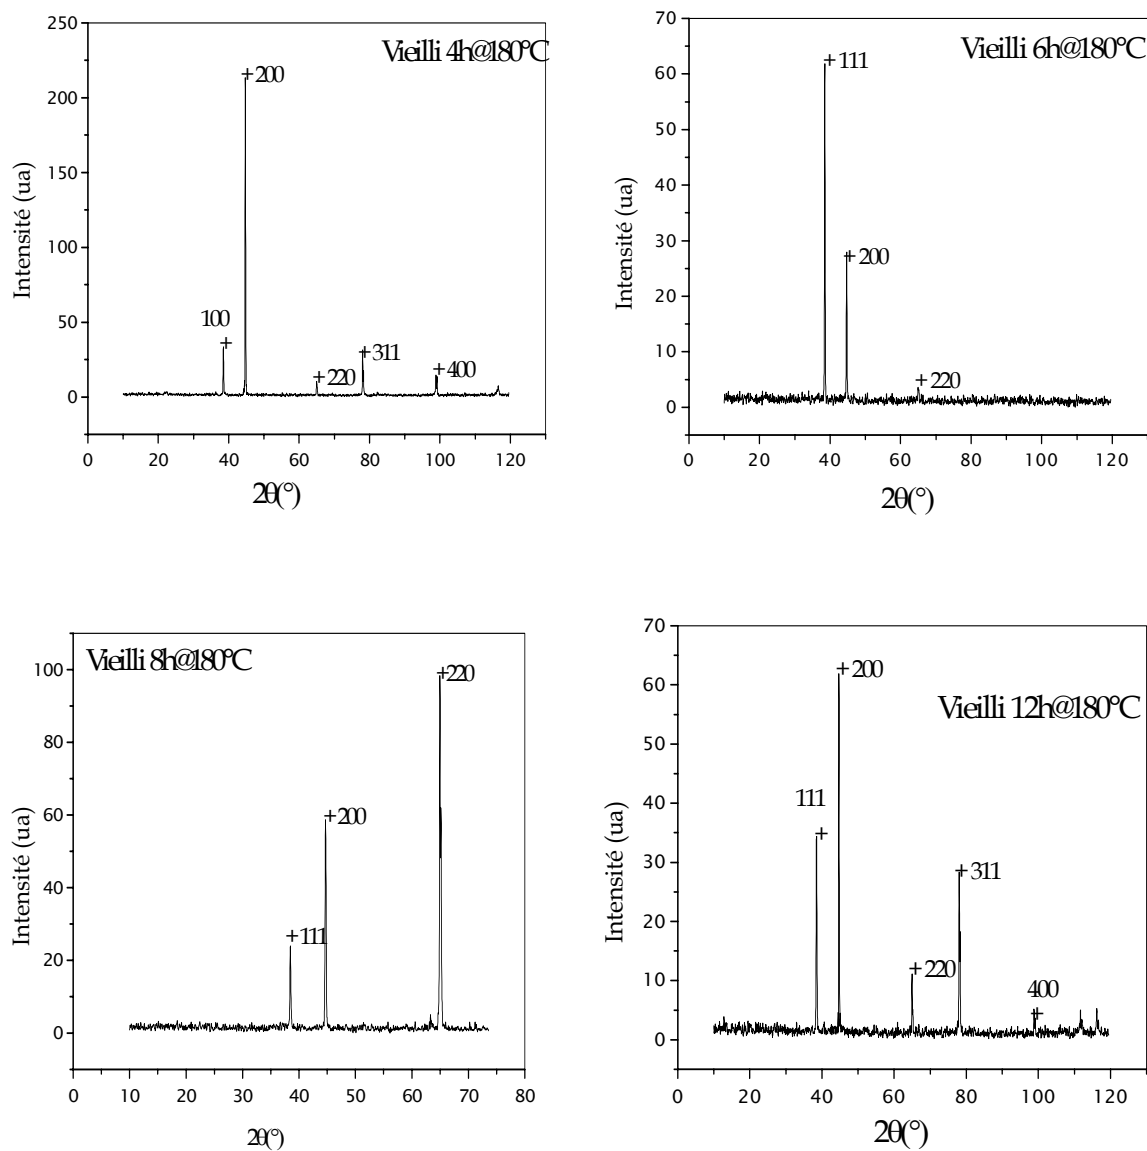 Vieilli 4h@180°C
250
200
150
100
50
0
Intensité (ua)
+200
100
+
+220
+311
+400
0 20 40 60 80 100 120
2θ(°)
Vieilli 6h@180°C
70
60
50
40
30
20
10
0
Intensité (ua)
+111
+200
+220
0 20 40 60 80 100 120
2θ(°)
Vieilli 8h@180°C
100
80
60
40
20
0
Intensité (ua)
+111
+200
+220
0 10 20 30 40 50 60 70 80
2θ(°)
Vieilli 12h@180°C
70
60
50
40
30
20
10
0
Intensité (ua)
111
+
+200
+220
+311
400
+
0 20 40 60 80 100 120
2θ(°)